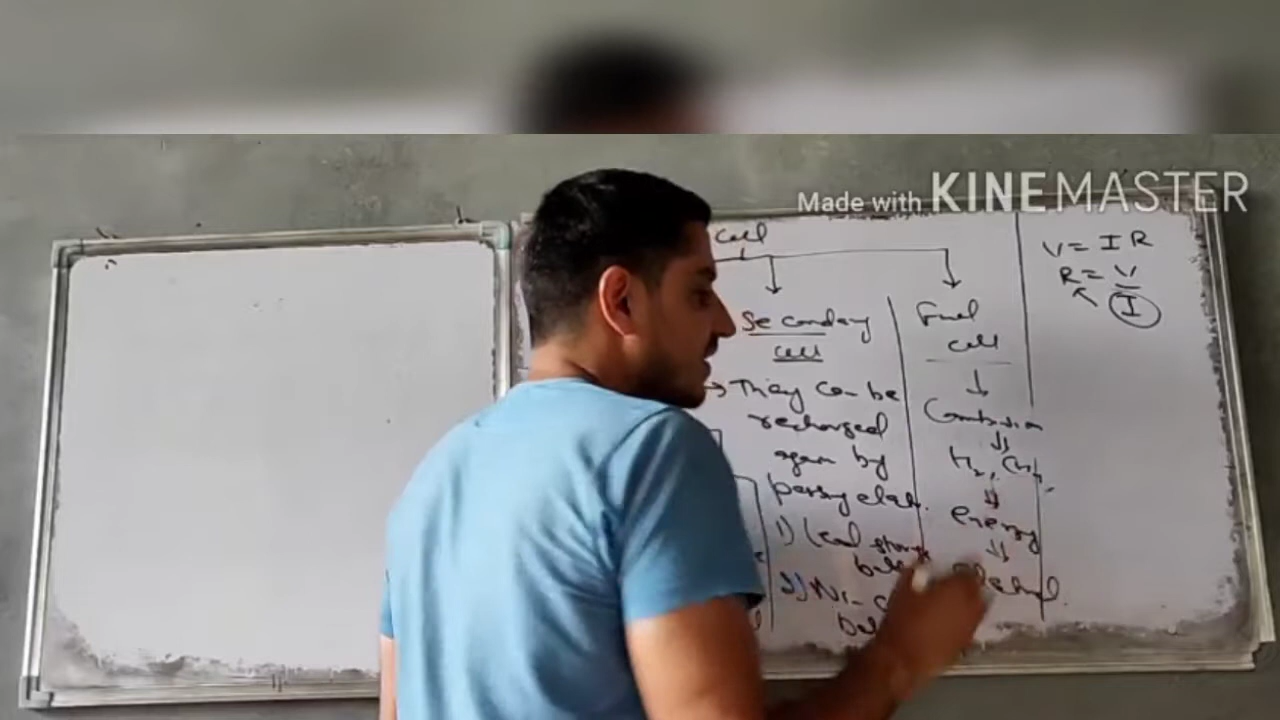 Made with KINEMASTER
Cell
Secondary
cell
→ They can be
recharged
again by
passing elect.
1) Lead storage
2) Ni-
Fuel
cell
Combustion
H2, CH4,
energy
V = I R
R = V
I